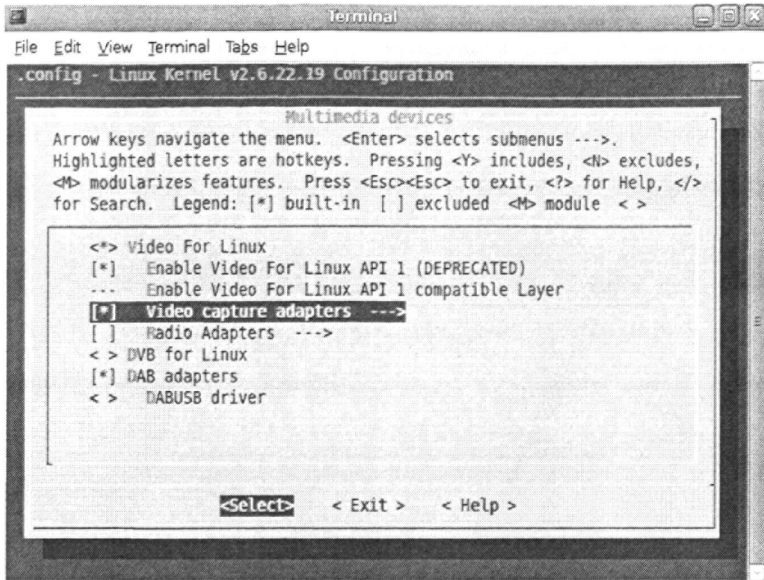 Terminal
File Edit View Terminal Tabs Help
.config - Linux Kernel v2.6.22.19 Configuration
Multimedia devices
Arrow keys navigate the menu. <Enter> selects submenus --->.
Highlighted letters are hotkeys. Pressing <Y> includes, <N> excludes,
<M> modularizes features. Press <Esc><Esc> to exit, <?> for Help, </>
for Search. Legend: [*] built-in [ ] excluded <M> module < >
<*> Video For Linux
[*] Enable Video For Linux API 1 (DEPRECATED)
--- Enable Video For Linux API 1 compatible Layer
[*] Video capture adapters --->
[ ] Radio Adapters --->
< > DVB for Linux
[*] DAB adapters
< > DABUSB driver
<Select> < Exit > < Help >